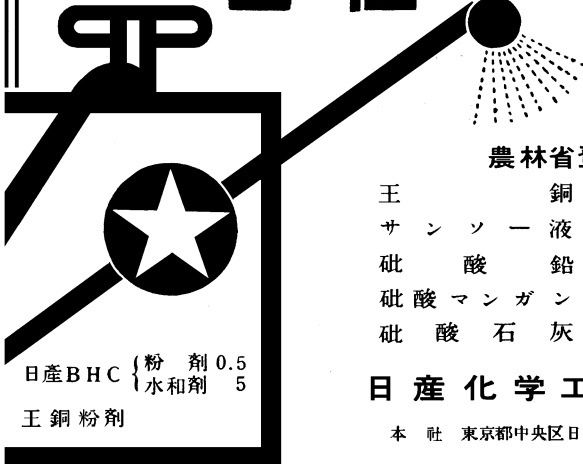 農林省
王銅
サンソー液
砒酸鉛
砒酸マンガン
砒酸石灰
日産BHC{粉剤0.5
水和剤5
王銅粉剤
日産化学工
本社 東京都中央区日